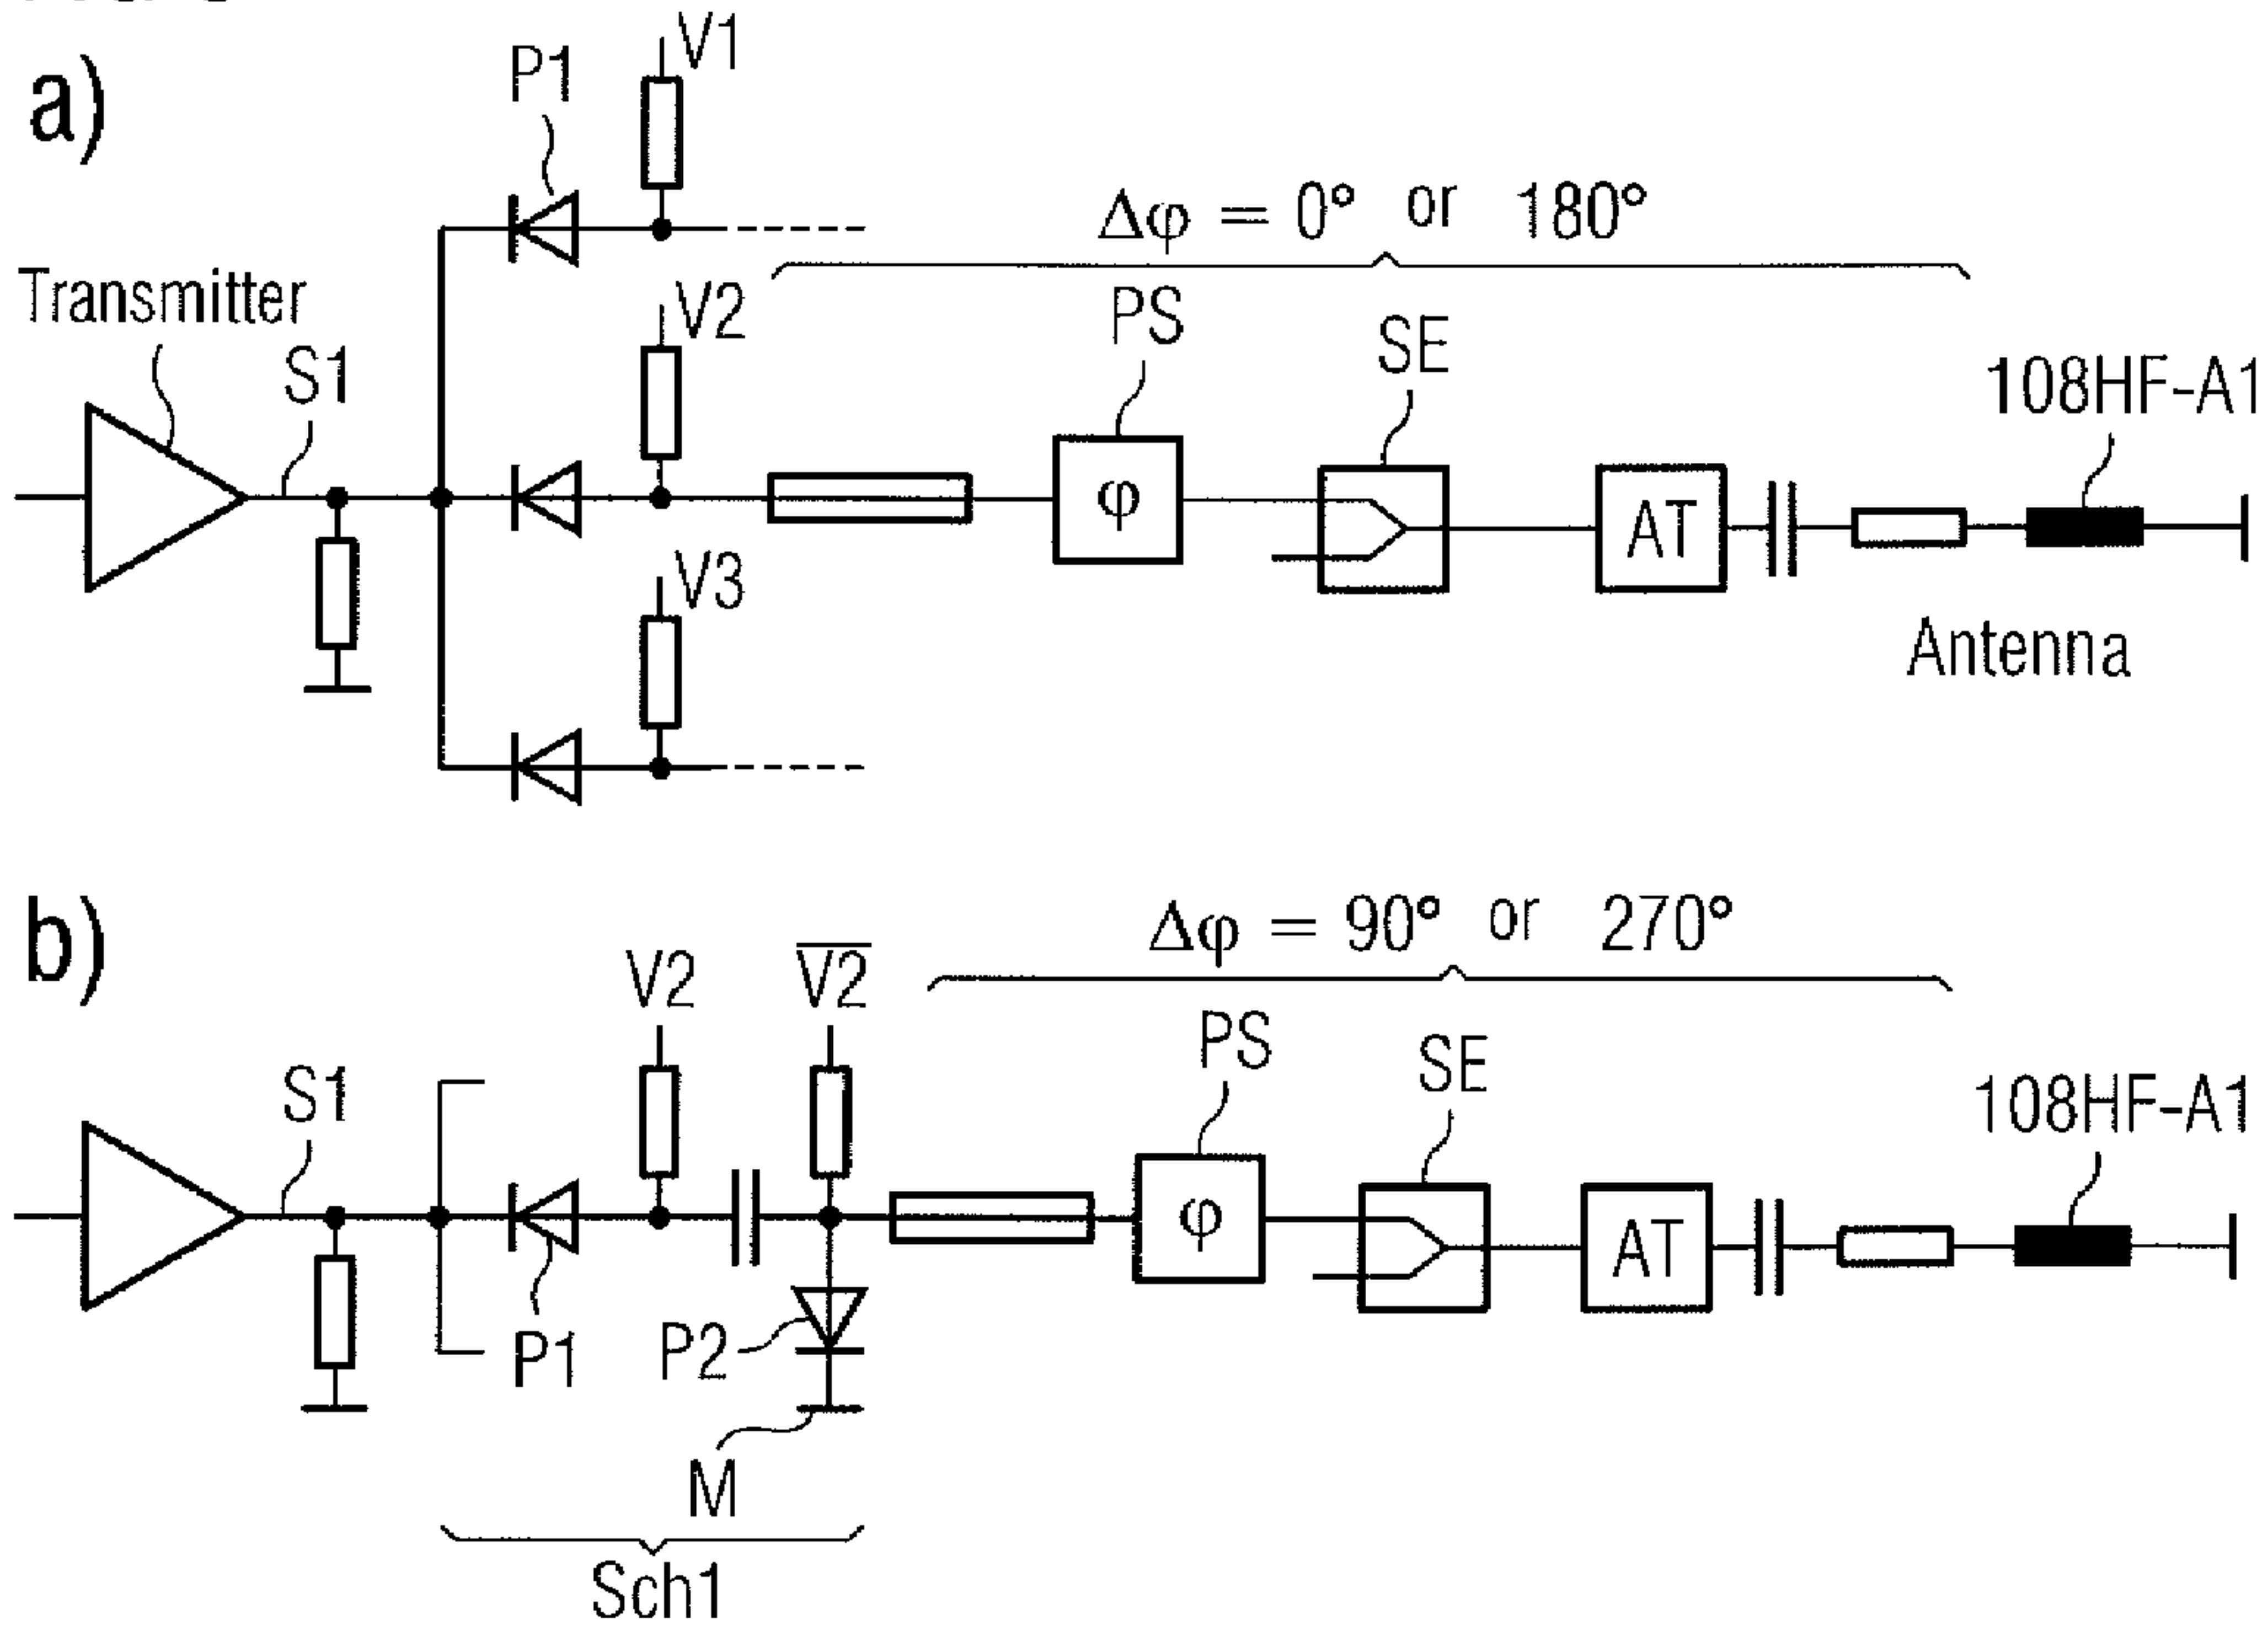 a)
P1
V1
Δφ = 0° or 180°
Transmitter
S1
V2
PS
SE
108HF-A1
φ
AT
V3
Antenna
b)
V2
V2̅
Δφ = 90° or 270°
S1
PS
SE
108HF-A1
φ
AT
P1
P2
M
Sch1